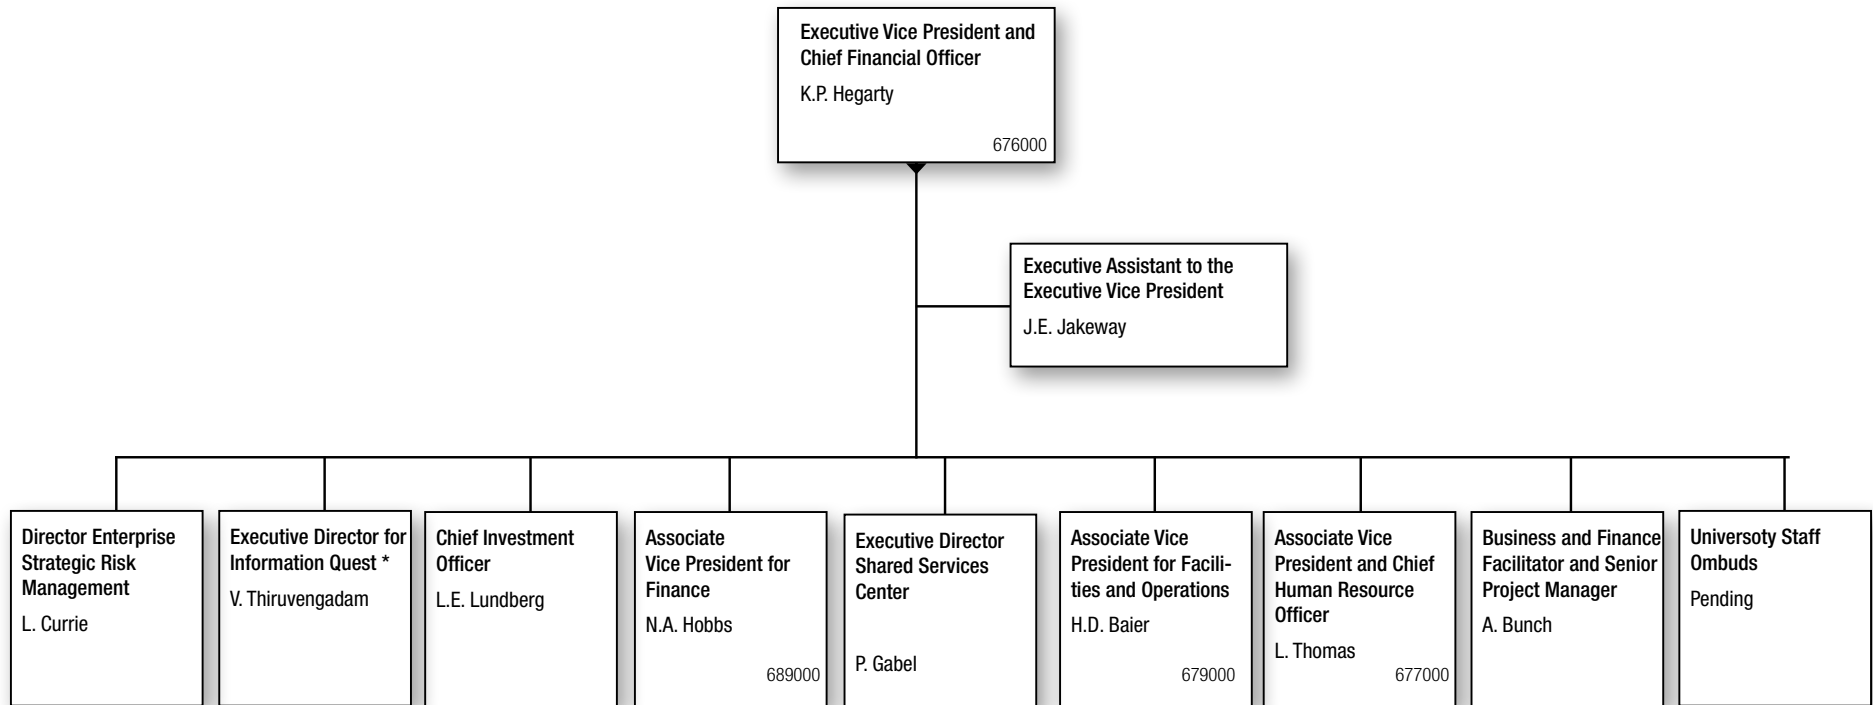 Executive Vice President and
Chief Financial Officer
K.P. Hegarty
676000
Executive Assistant to the
Executive Vice President
J.E. Jakeway
Director Enterprise
Strategic Risk
Management
L. Currie
Executive Director for
Information Quest *
V. Thiruvengadam
Chief Investment
Officer
L.E. Lundberg
Associate
Vice President for
Finance
N.A. Hobbs
689000
Executive Director
Shared Services
Center
P. Gabel
Associate Vice
President for Facili-
ties and Operations
H.D. Baier
679000
Associate Vice
President and Chief
Human Resource
Officer
L. Thomas
677000
Business and Finance
Facilitator and Senior
Project Manager
A. Bunch
Universoty Staff
Ombuds
Pending